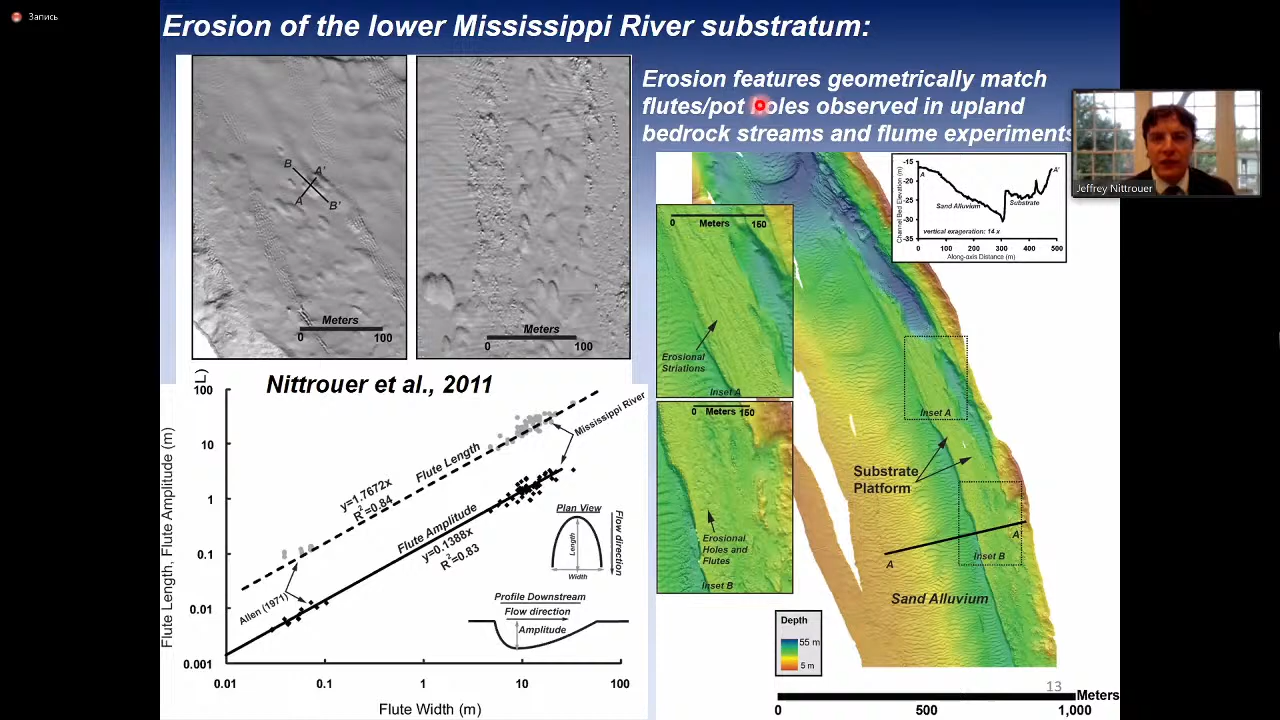 Запись
Erosion of the lower Mississippi River substratum:
Erosion features geometrically match
flutes/pot holes observed in upland
bedrock streams and flume experiments
Jeffrey Nittrouer
B
A'
A
B'
Meters
0
100
Meters
0
100
Nittrouer et al., 2011
Flute Length, Flute Amplitude (m)
(L)
100
10
1
0.1
0.01
0.001
0.01
0.1
1
10
100
Flute Width (m)
Mississippi River
Flute Length
y=1.7672x
R²=0.84
Flute Amplitude
y=0.1388x
R²=0.83
Allen (1971)
Plan View
Length
Width
Flow direction
Profile Downstream
Flow direction
Amplitude
0
150
Meters
Erosional
Striations
Inset A
0 Meters 150
Erosional
Holes and
Flutes
Inset B
Channel Bed Elevation (m)
-15
-20
-25
-30
-35
A
A'
Sand Alluvium
Substrate
vertical exageration: 14 x
0 100 200 300 400 500
Along-axis Distance (m)
Inset A
Substrate
Platform
A
A'
Inset B
Sand Alluvium
Depth
55 m
5 m
13
Meters
0
500
1,000